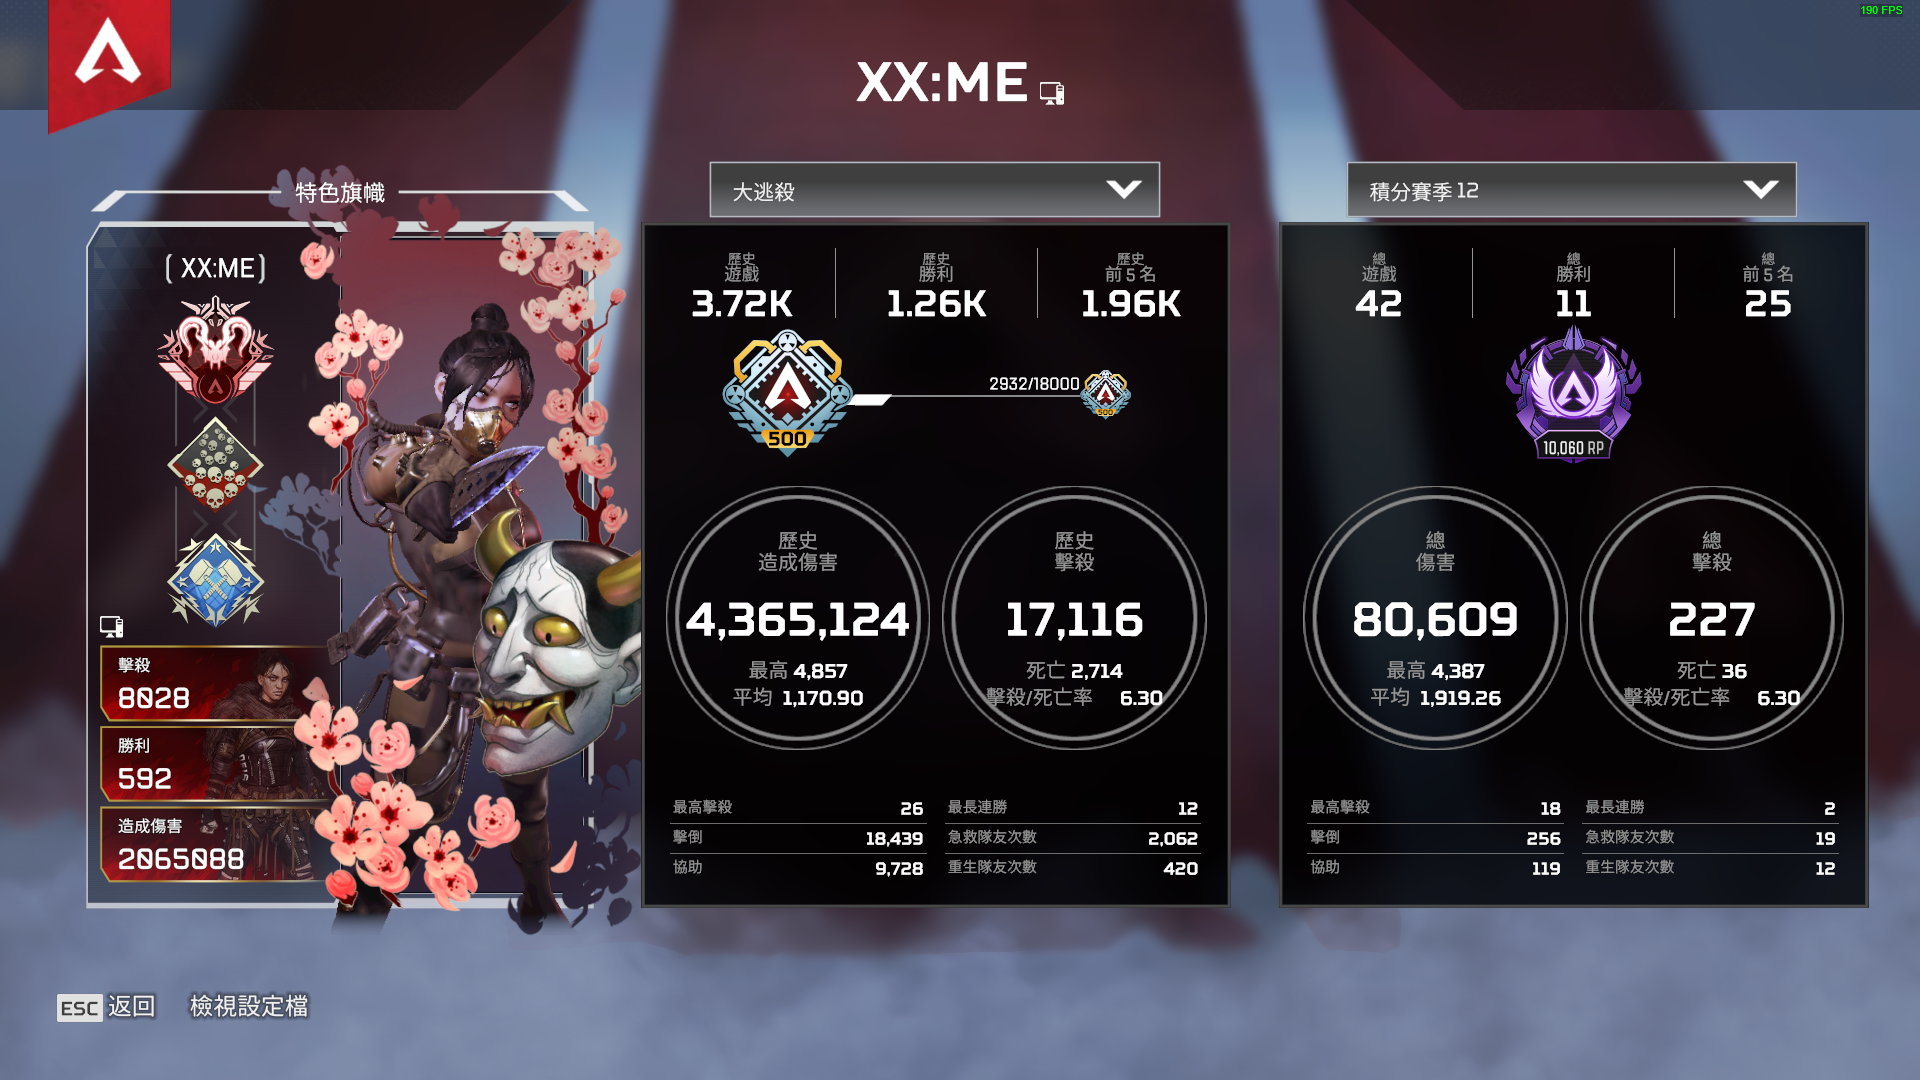 190 FPS
XX:ME
特色旗幟
[ XX:ME ]
擊殺
8028
勝利
592
造成傷害
2065088
大逃殺
歷史
遊戲
3.72K
歷史
勝利
1.26K
歷史
前 5 名
1.96K
500
2932/18000
500
歷史
造成傷害
4,365,124
最高 4,857
平均 1,170.90
歷史
擊殺
17,116
死亡 2,714
擊殺/死亡率 6.30
最高擊殺 26
擊倒 18,439
協助 9,728
最長連勝 12
急救隊友次數 2,062
重生隊友次數 420
積分賽季 12
總
遊戲
42
總
勝利
11
總
前 5 名
25
10,060 RP
總
傷害
80,609
最高 4,387
平均 1,919.26
總
擊殺
227
死亡 36
擊殺/死亡率 6.30
最高擊殺 18
擊倒 256
協助 119
最長連勝 2
急救隊友次數 19
重生隊友次數 12
ESC 返回 檢視設定檔